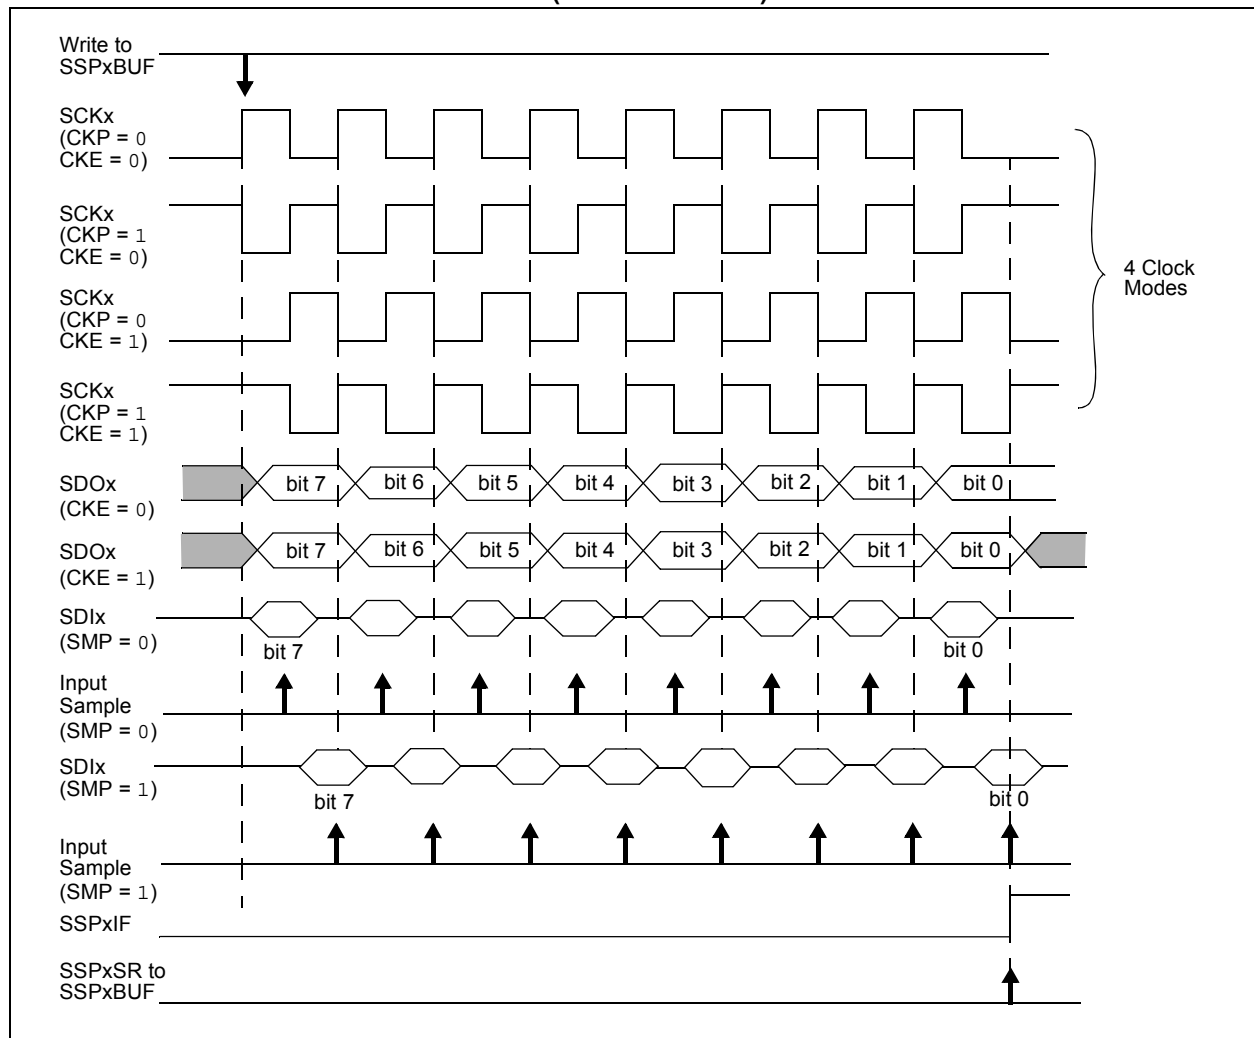 Write to
SSPxBUF
SCKx
(CKP = 0
CKE = 0)
SCKx
(CKP = 1
CKE = 0)
SCKx
(CKP = 0
CKE = 1)
SCKx
(CKP = 1
CKE = 1)
4 Clock
Modes
SDOx
(CKE = 0)
bit 7 bit 6 bit 5 bit 4 bit 3 bit 2 bit 1 bit 0
SDOx
(CKE = 1)
bit 7 bit 6 bit 5 bit 4 bit 3 bit 2 bit 1 bit 0
SDIx
(SMP = 0)
bit 7 bit 0
Input
Sample
(SMP = 0)
SDIx
(SMP = 1)
bit 7 bit 0
Input
Sample
(SMP = 1)
SSPxIF
SSPxSR to
SSPxBUF